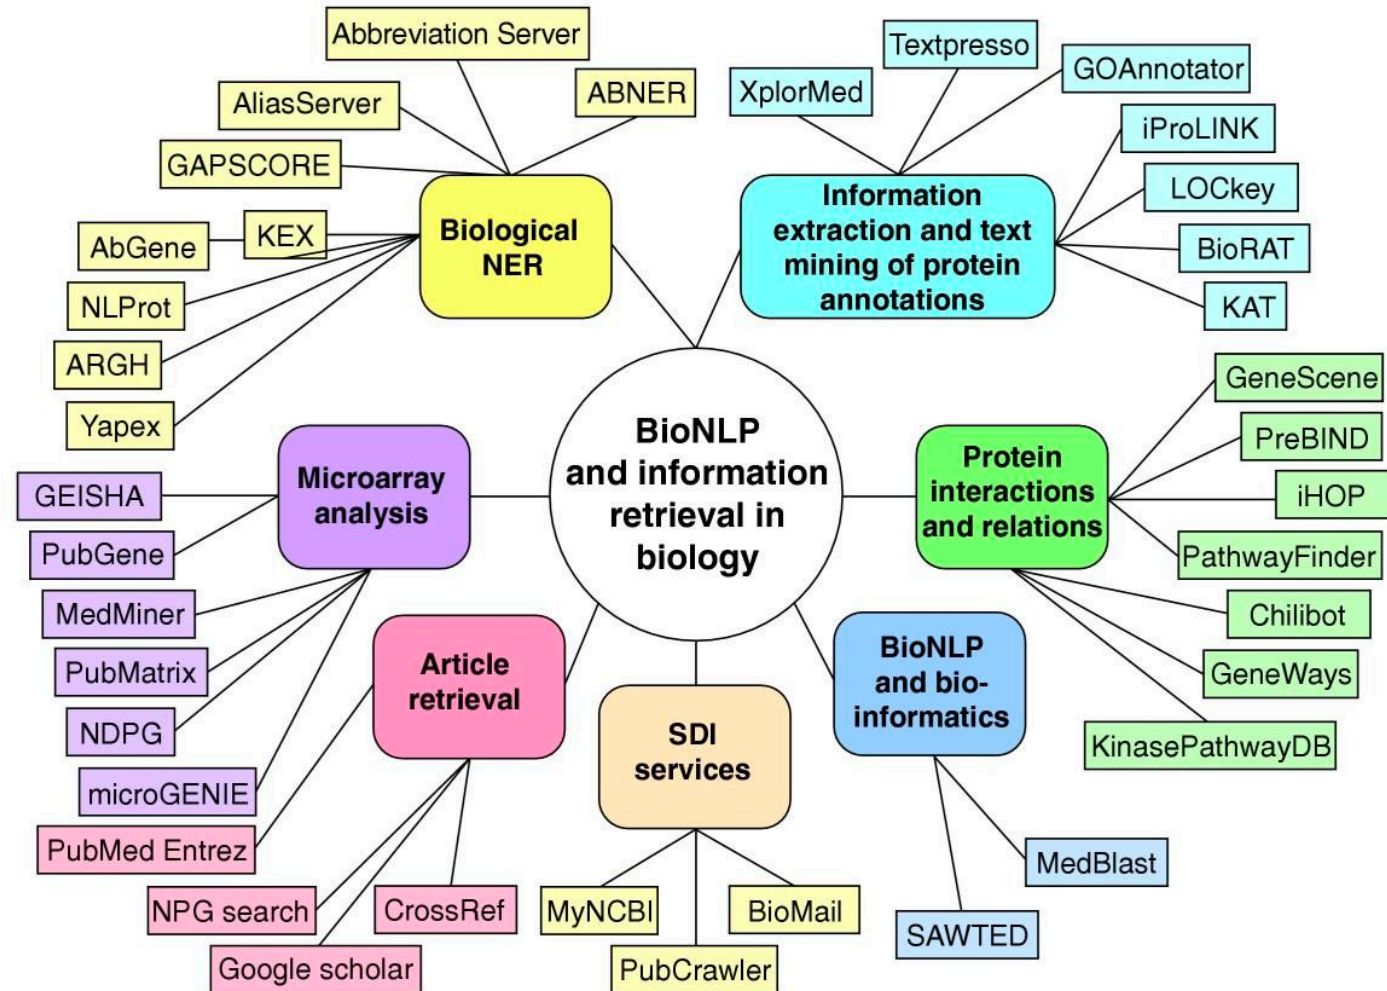 Abbreviation Server
Textpresso
GOAnnotator
XplorMed
ABNER
AliasServer
iProLINK
GAPSCORE
LOCkey
Biological
NER
Information
extraction and text
mining of protein
annotations
KEX
AbGene
BioRAT
NLProt
KAT
ARGH
GeneScene
Yapex
PreBIND
BioNLP
and information
retrieval in
biology
Microarray
analysis
Protein
interactions
and relations
GEISHA
iHOP
PubGene
PathwayFinder
MedMiner
Chilibot
PubMatrix
GeneWays
Article
retrieval
BioNLP
and bio-
informatics
NDPG
KinasePathwayDB
SDI
services
microGENIE
PubMed Entrez
MedBlast
NPG search
CrossRef
MyNCBI
BioMail
SAWTED
Google scholar
PubCrawler